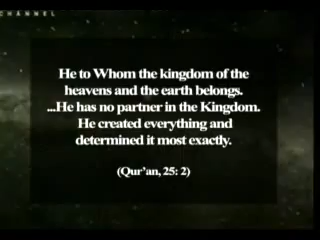 CHANNEL
He to Whom the kingdom of the
heavens and the earth belongs.
...He has no partner in the Kingdom.
He created everything and
determined it most exactly.
(Qur'an, 25: 2)